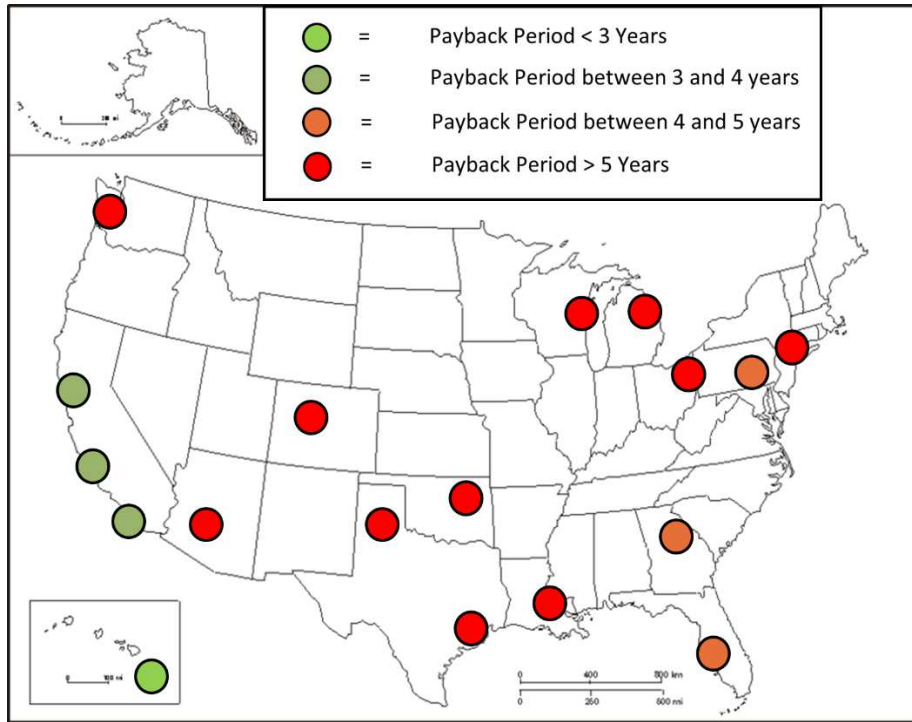 = Payback Period < 3 Years
= Payback Period between 3 and 4 years
= Payback Period between 4 and 5 years
= Payback Period > 5 Years
0 400 800 km
0 250 500 mi
0 100 mi